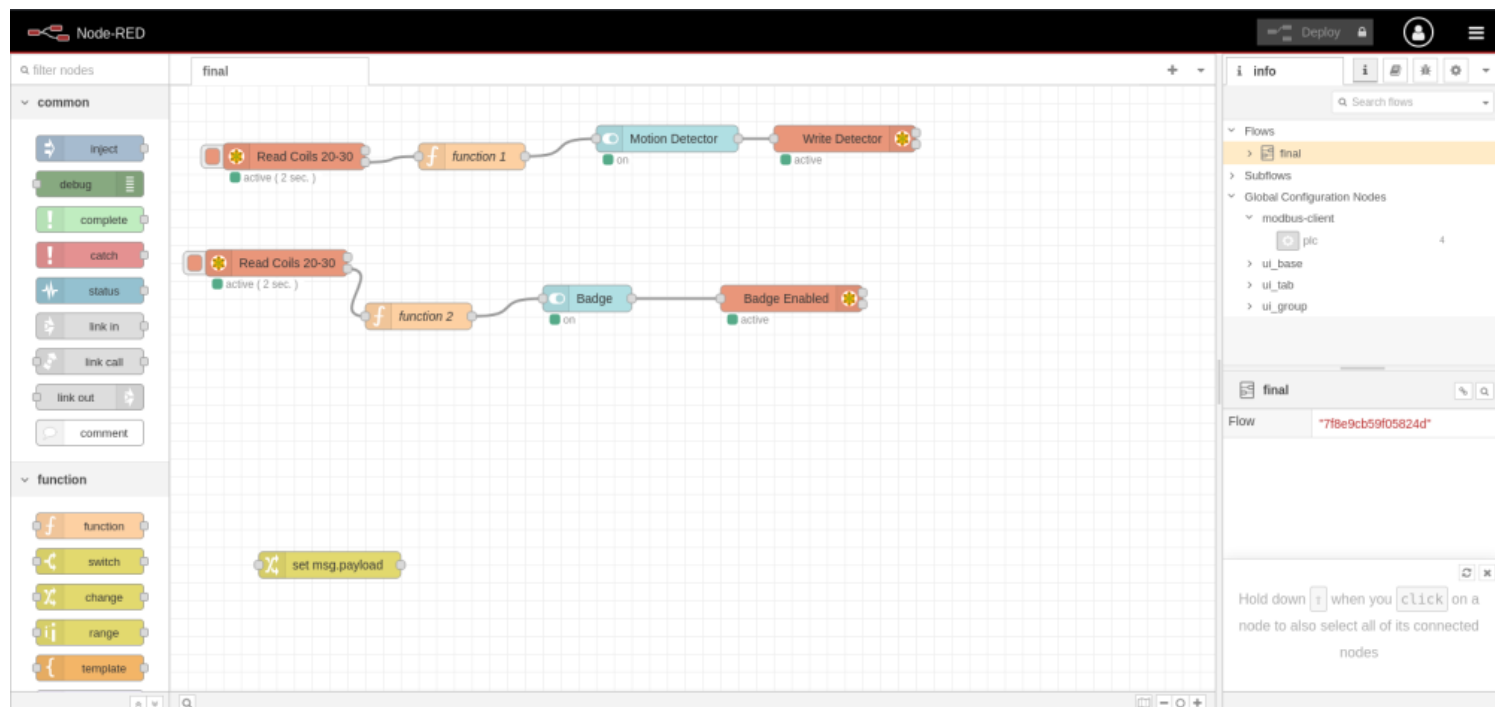 Node-RED
Deploy
filter nodes
final
info
Search flows
common
inject
debug
complete
catch
status
link in
link call
link out
comment
function
function
switch
change
range
template
Read Coils 20-30
active ( 2 sec. )
function 1
Motion Detector
on
Write Detector
active
Read Coils 20-30
active ( 2 sec. )
function 2
Badge
on
Badge Enabled
active
set msg.payload
Flows
final
Subflows
Global Configuration Nodes
modbus-client
plc 4
ui_base
ui_tab
ui_group
final
Flow "7f8e9cb59f05824d"
Hold down ⇧ when you click on a
node to also select all of its connected
nodes